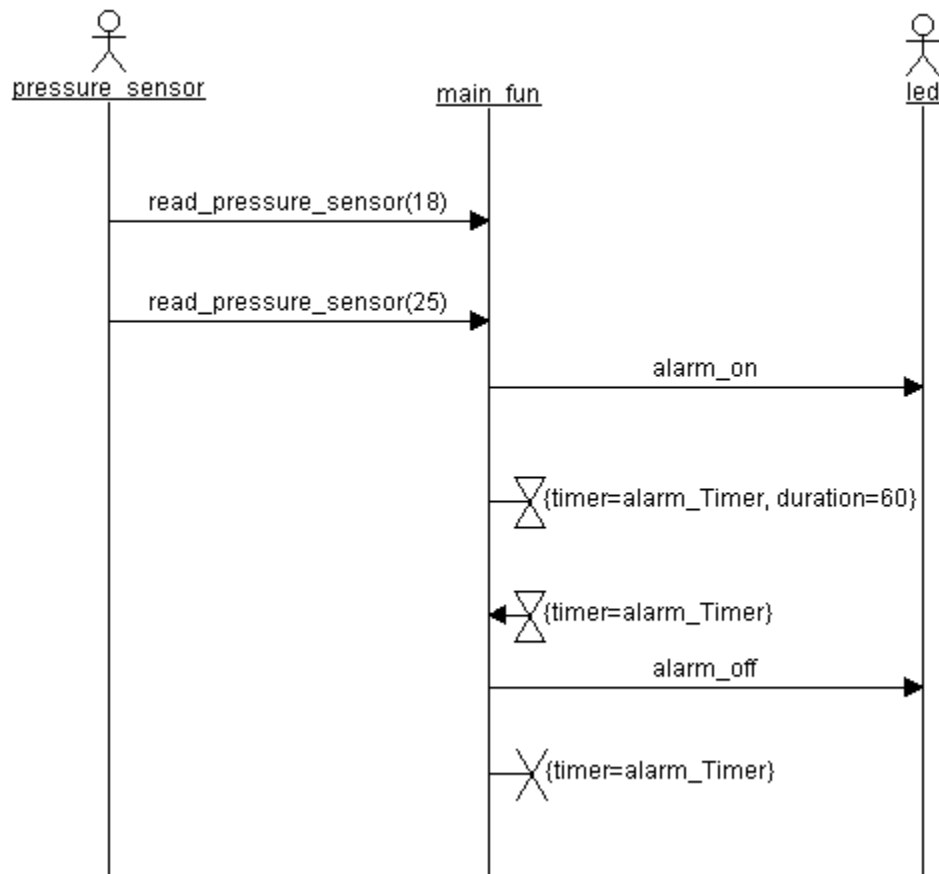 pressure_sensor
main_fun
led
read_pressure_sensor(18)
read_pressure_sensor(25)
alarm_on
{timer=alarm_Timer, duration=60}
{timer=alarm_Timer}
alarm_off
{timer=alarm_Timer}